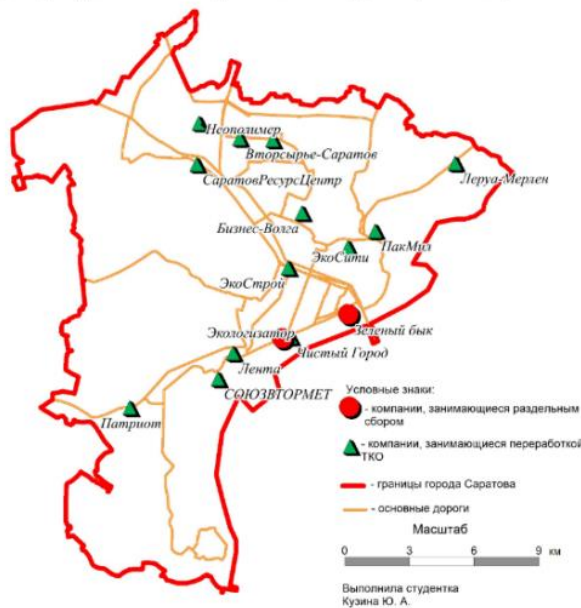 Неополимер
Вторсырье-Саратов
СаратовРесурсЦентр
Леруа-Мерлен
Бизнес-Волга
ЭкоСити
ПакМил
ЭкоСтрой
Зеленый бык
Экологизатор
Чистый Город
Лента
СОЮЗВТОРМЕТ
Патриот
Условные знаки:
- компании, занимающиеся раздельным
сбором
- компании, занимающиеся переработкой
ТКО
- границы города Саратова
- основные дороги
Масштаб
0 3 6 9 км
Выполнила студентка
Кузина Ю. А.